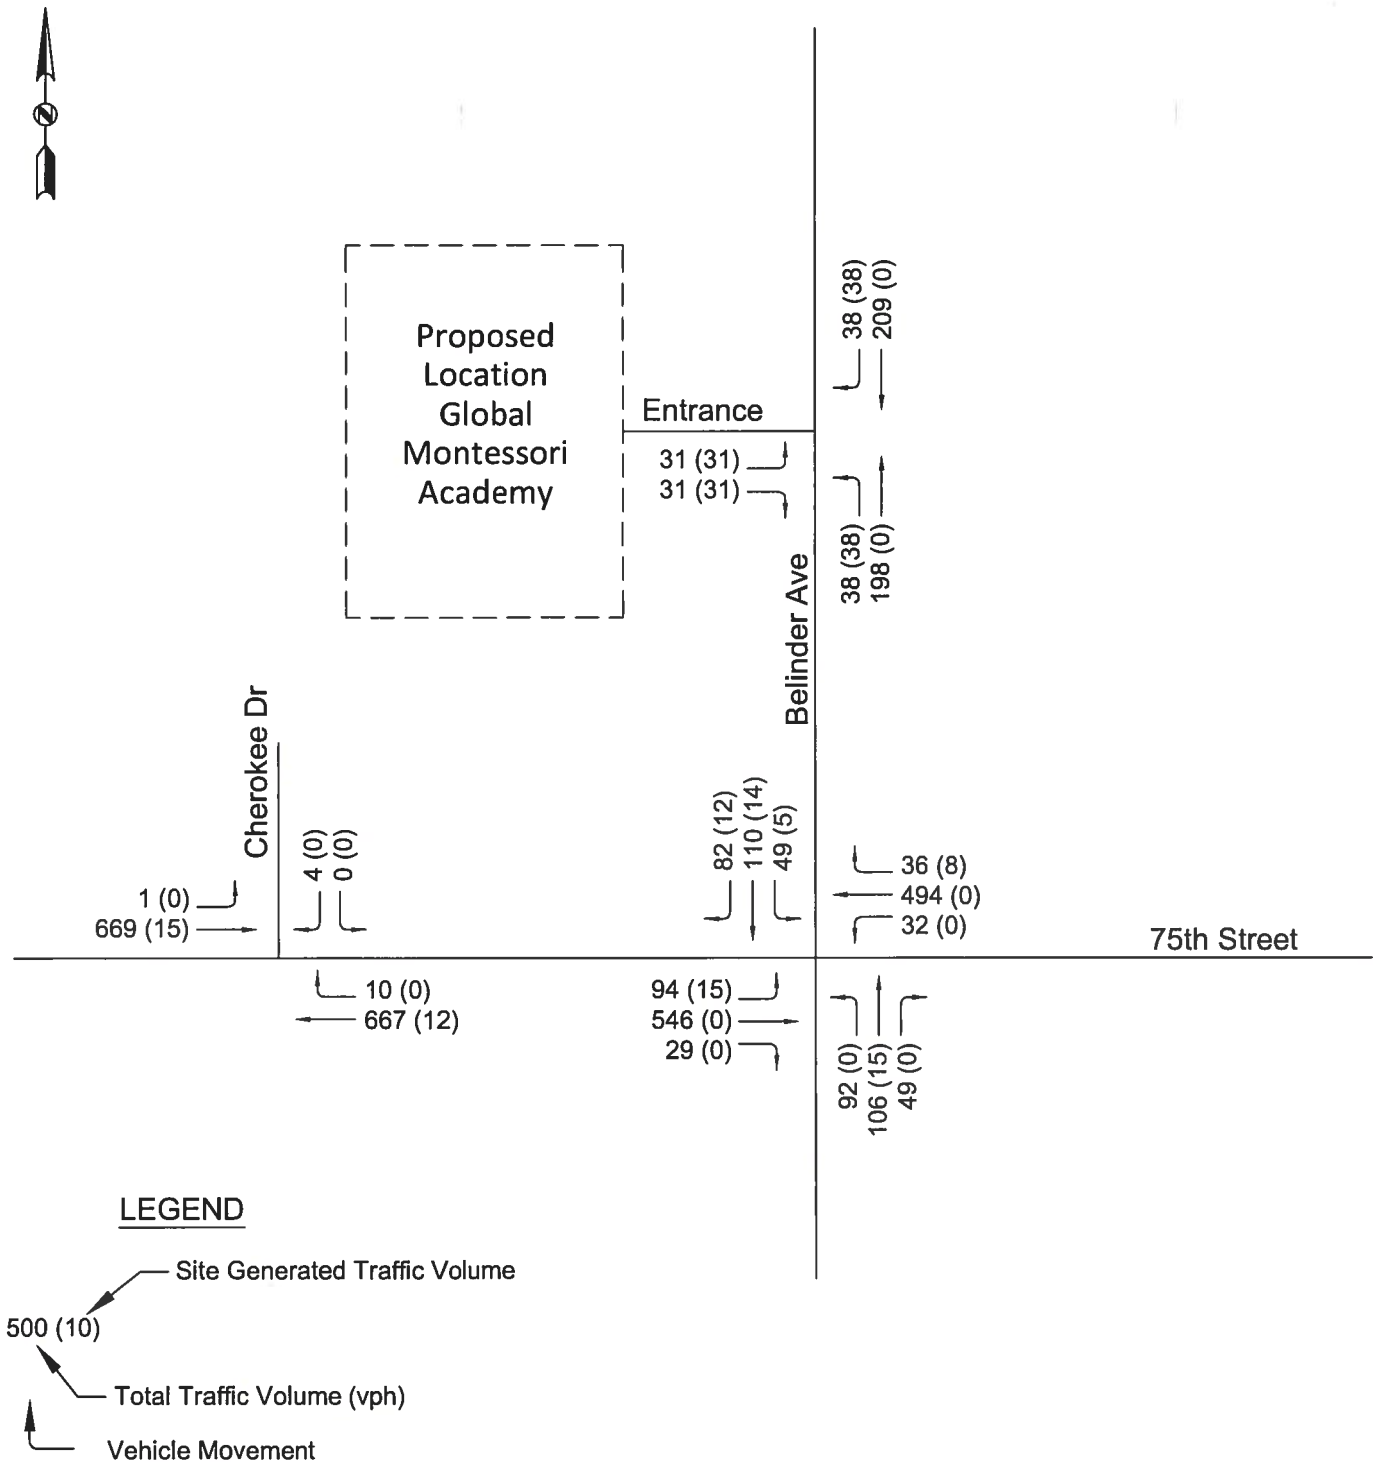 N
38 (38)
209 (0)
Proposed
Location
Global
Montessori
Academy
Entrance
31 (31)
31 (31)
38 (38)
198 (0)
Belinder Ave
Cherokee Dr
4 (0)
0 (0)
1 (0)
669 (15)
82 (12)
110 (14)
49 (5)
36 (8)
494 (0)
32 (0)
75th Street
10 (0)
667 (12)
94 (15)
546 (0)
29 (0)
92 (0)
106 (15)
49 (0)
LEGEND
Site Generated Traffic Volume
500 (10)
Total Traffic Volume (vph)
Vehicle Movement